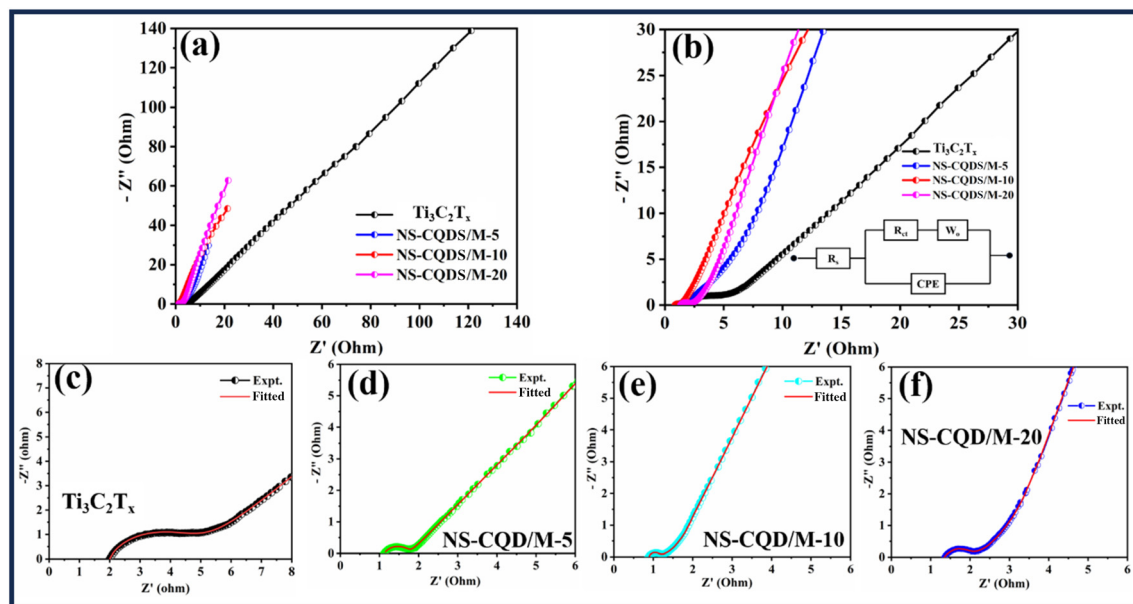 (a)
140
120
100
80
60
40
20
0
- Z'' (Ohm)
0 20 40 60 80 100 120 140
Z' (Ohm)
Ti₃C₂Tₓ
NS-CQDS/M-5
NS-CQDS/M-10
NS-CQDS/M-20
(b)
30
25
20
15
10
5
0
- Z'' (Ohm)
0 5 10 15 20 25 30
Z' (Ohm)
Ti₃C₂Tₓ
NS-CQDS/M-5
NS-CQDS/M-10
NS-CQDS/M-20
Rₛ
R꜀ₜ
Wₒ
CPE
(c)
8
7
6
5
4
3
2
1
0
-Z'' (ohm)
0 1 2 3 4 5 6 7 8
Z' (ohm)
Expt.
Fitted
Ti₃C₂Tₓ
(d)
6
5
4
3
2
1
0
- Z'' (Ohm)
0 1 2 3 4 5 6
Z' (Ohm)
Expt.
Fitted
NS-CQD/M-5
(e)
6
5
4
3
2
1
0
- Z'' (Ohm)
0 1 2 3 4 5 6
Z' (Ohm)
Expt.
Fitted
NS-CQD/M-10
(f)
6
5
4
3
2
1
0
-Z'' (Ohm)
0 1 2 3 4 5 6
Z' (Ohm)
Expt.
Fitted
NS-CQD/M-20